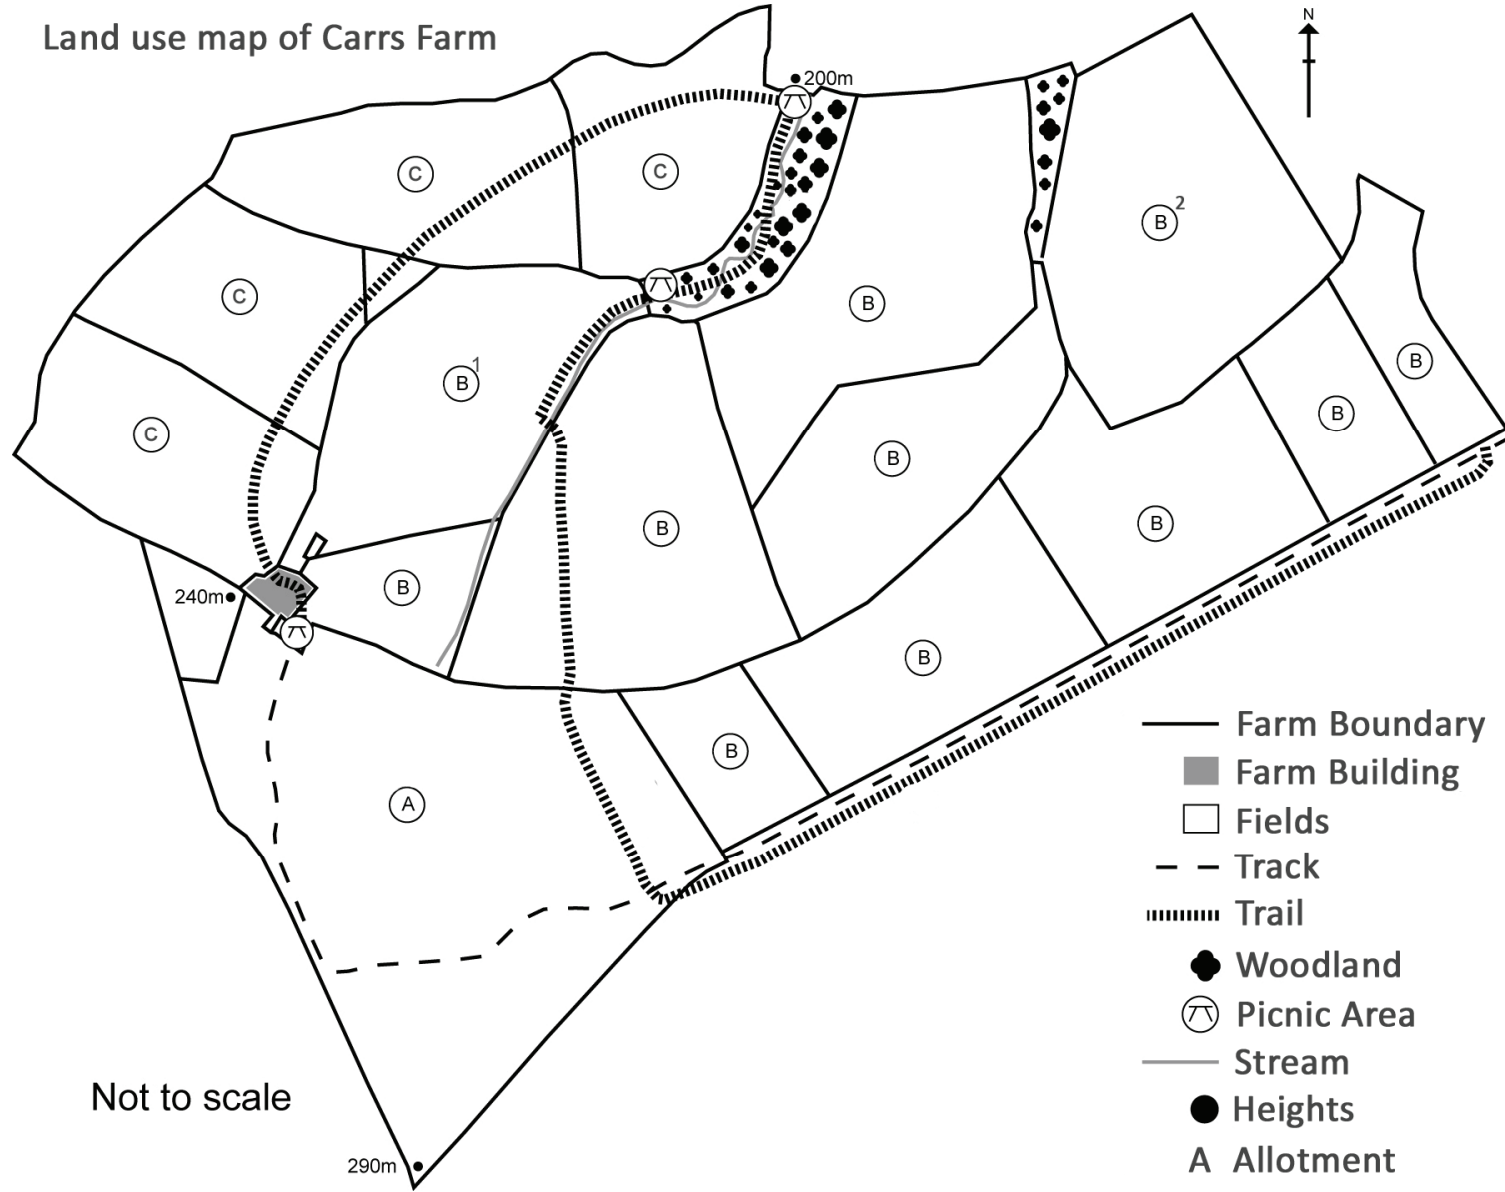 Land use map of Carrs Farm
N
200m
C
C
B 2
C
B
B 1
B
B
C
B
B
B
B
240m
B
B
B
A
Farm Boundary
Farm Building
Fields
Track
Trail
Woodland
Picnic Area
Stream
Heights
A Allotment
Not to scale
290m